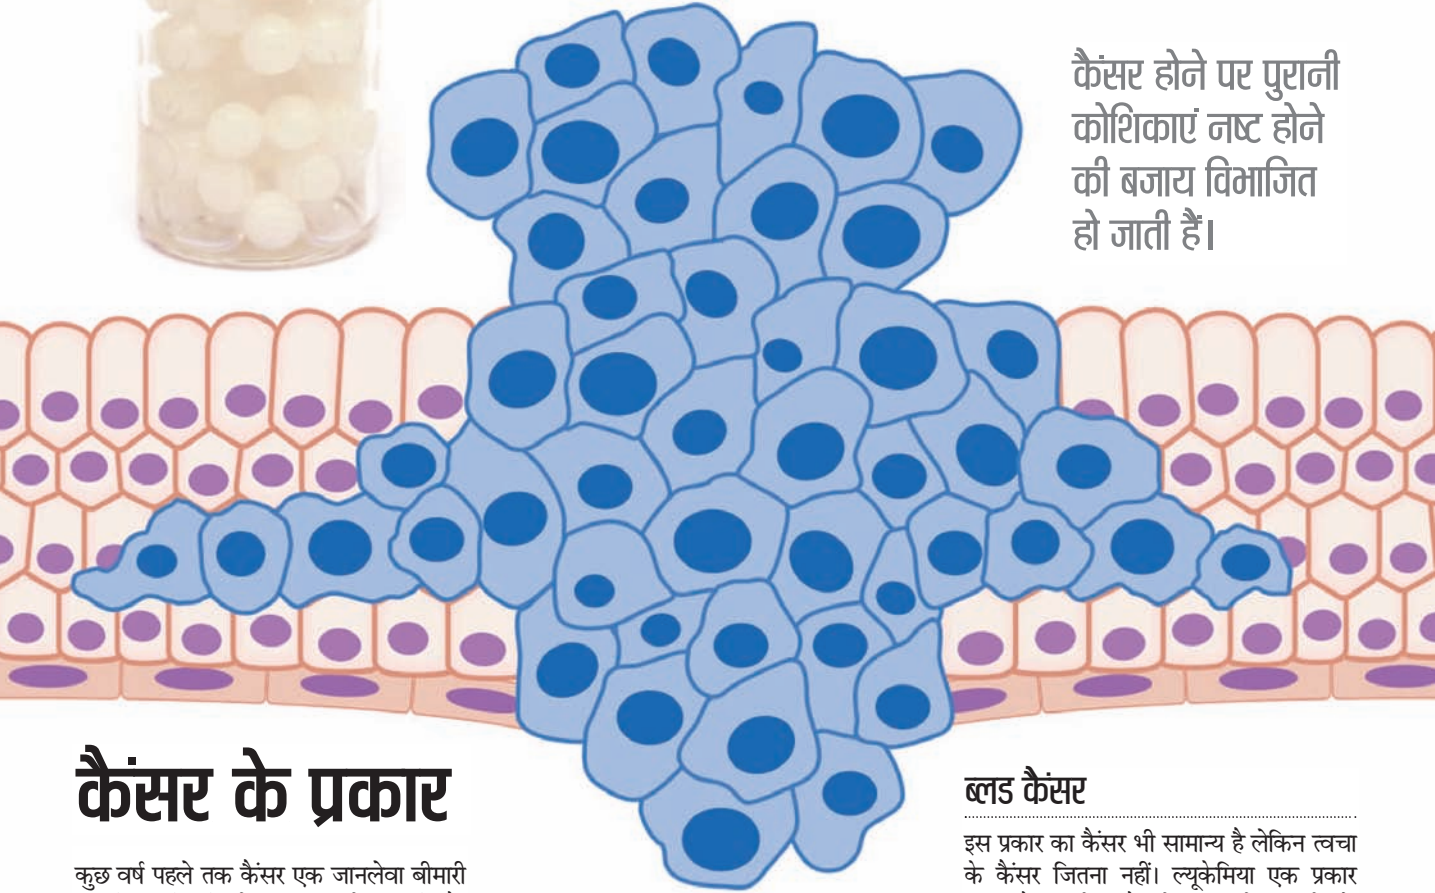 कैंसर होने पर पुरानी
कोशिकाएं नष्ट होने
की बजाय विभाजित
हो जाती हैं।
कैंसर के प्रकार
कुछ वर्ष पहले तक कैंसर एक जानलेवा बीमारी
ब्लड कैंसर
इस प्रकार का कैंसर भी सामान्य है लेकिन त्वचा
के कैंसर जितना नहीं। ल्यूकेमिया एक प्रकार